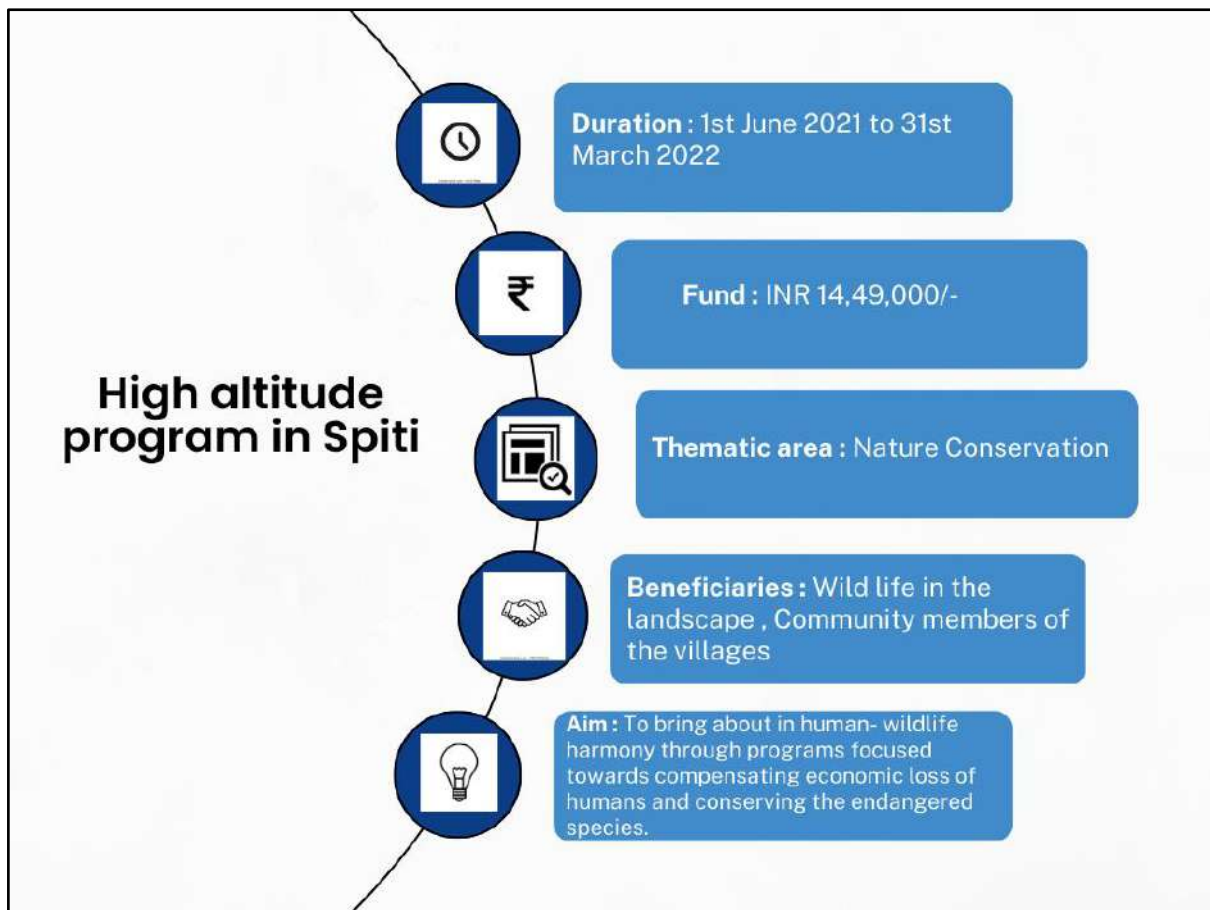 High altitude
program in Spiti
Duration : 1st June 2021 to 31st
March 2022
₹
Fund : INR 14,49,000/-
Thematic area : Nature Conservation
Beneficiaries : Wild life in the
landscape , Community members of
the villages
Aim : To bring about in human- wildlife
harmony through programs focused
towards compensating economic loss of
humans and conserving the endangered
species.